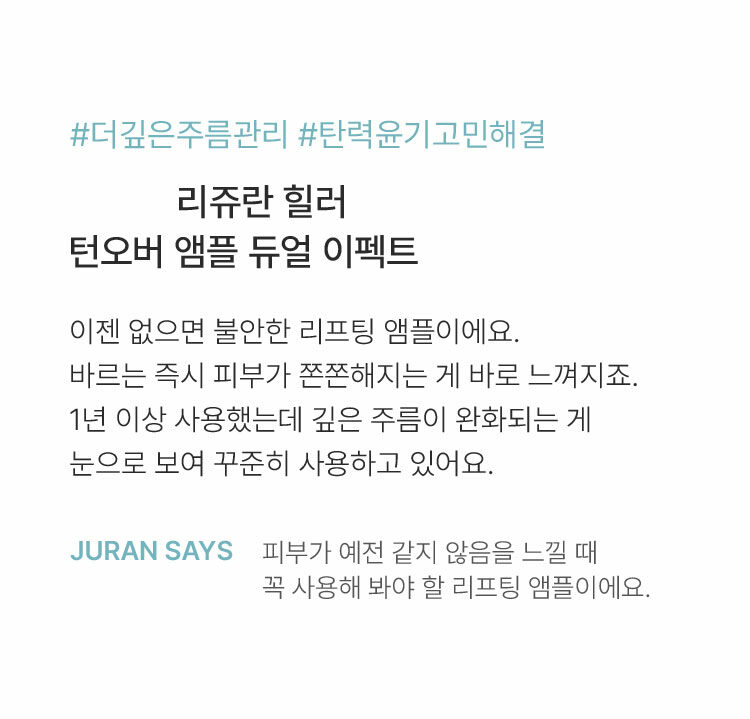 #더깊은주름관리 #탄력윤기고민해결
리쥬란 힐러
턴오버 앰플 듀얼 이펙트
이젠 없으면 불안한 리프팅 앰플이에요.
바르는 즉시 피부가 쫀쫀해지는 게 바로 느껴지죠.
1년 이상 사용했는데 깊은 주름이 완화되는 게
눈으로 보여 꾸준히 사용하고 있어요.
JURAN SAYS 피부가 예전 같지 않음을 느낄 때
꼭 사용해 봐야 할 리프팅 앰플이에요.